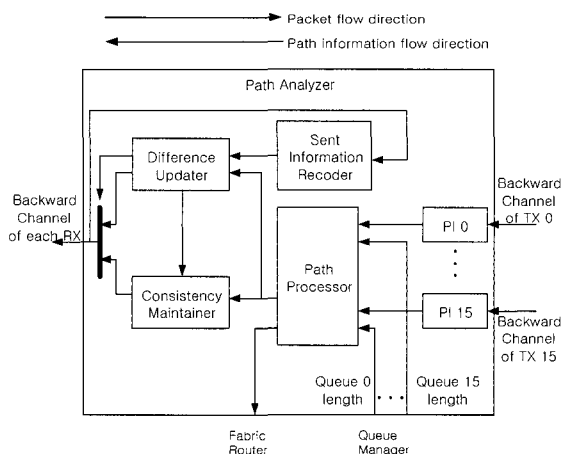 Packet flow direction
Path information flow direction
Path Analyzer
Difference
Updater
Sent
Information
Recoder
Backward
Channel
of each RX
Backward
Channel
of TX 0
PI 0
Path
Processor
Consistency
Maintainer
PI 15
Backward
Channel
of TX 15
Queue 0
length
Queue 15
length
Fabric
Router
Queue
Manager